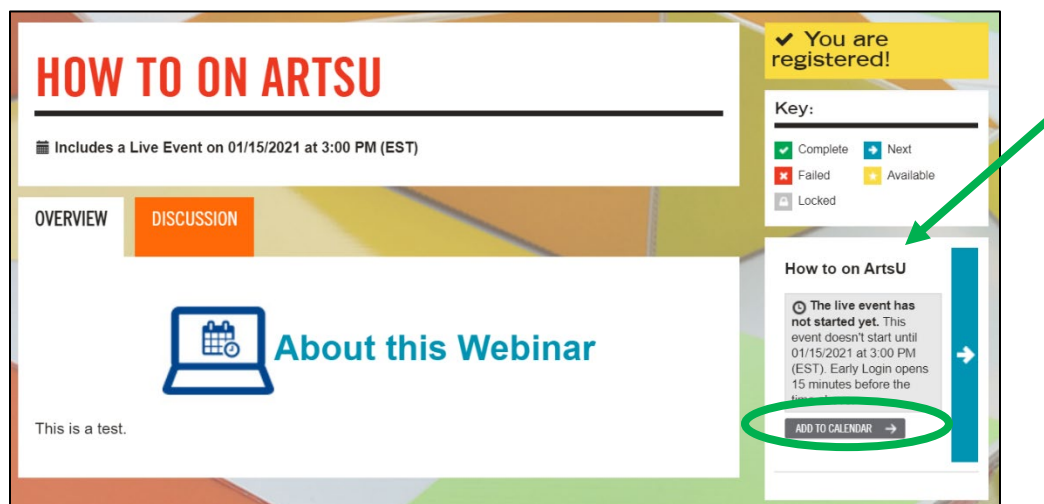 HOW TO ON ARTSU
Includes a Live Event on 01/15/2021 at 3:00 PM (EST)
OVERVIEW
DISCUSSION
About this Webinar
This is a test.
You are
registered!
Key:
Complete
Next
Failed
Available
Locked
How to on ArtsU
The live event has
not started yet. This
event doesn't start until
01/15/2021 at 3:00 PM
(EST). Early Login opens
15 minutes before the
ADD TO CALENDAR